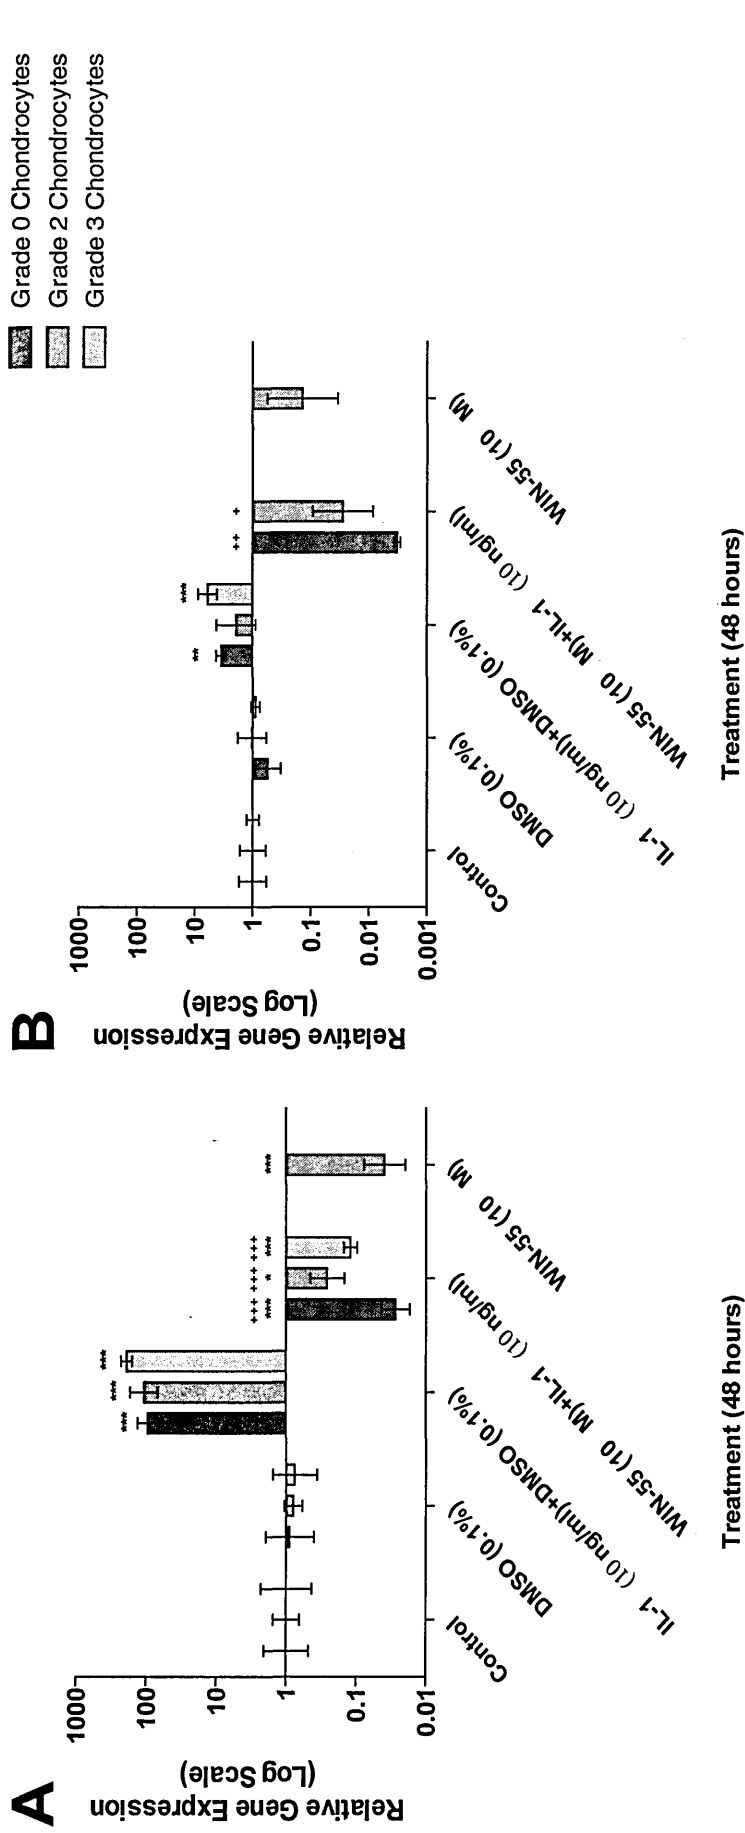 A
Relative Gene Expression
(Log Scale)
1000
100
10
1
0.1
0.01
***
***
***
+++
***
+++
*
+++
***
***
Control
DMSO (0.1%)
IL-1 (10 ng/ml)+DMSO (0.1%)
WIN-55 (10 M)+IL-1 (10 ng/ml)
WIN-55 (10 M)
Treatment (48 hours)
B
Grade 0 Chondrocytes
Grade 2 Chondrocytes
Grade 3 Chondrocytes
Relative Gene Expression
(Log Scale)
1000
100
10
1
0.1
0.01
0.001
**
***
++
+
Control
DMSO (0.1%)
IL-1 (10 ng/ml)+DMSO (0.1%)
WIN-55 (10 M)+IL-1 (10 ng/ml)
WIN-55 (10 M)
Treatment (48 hours)